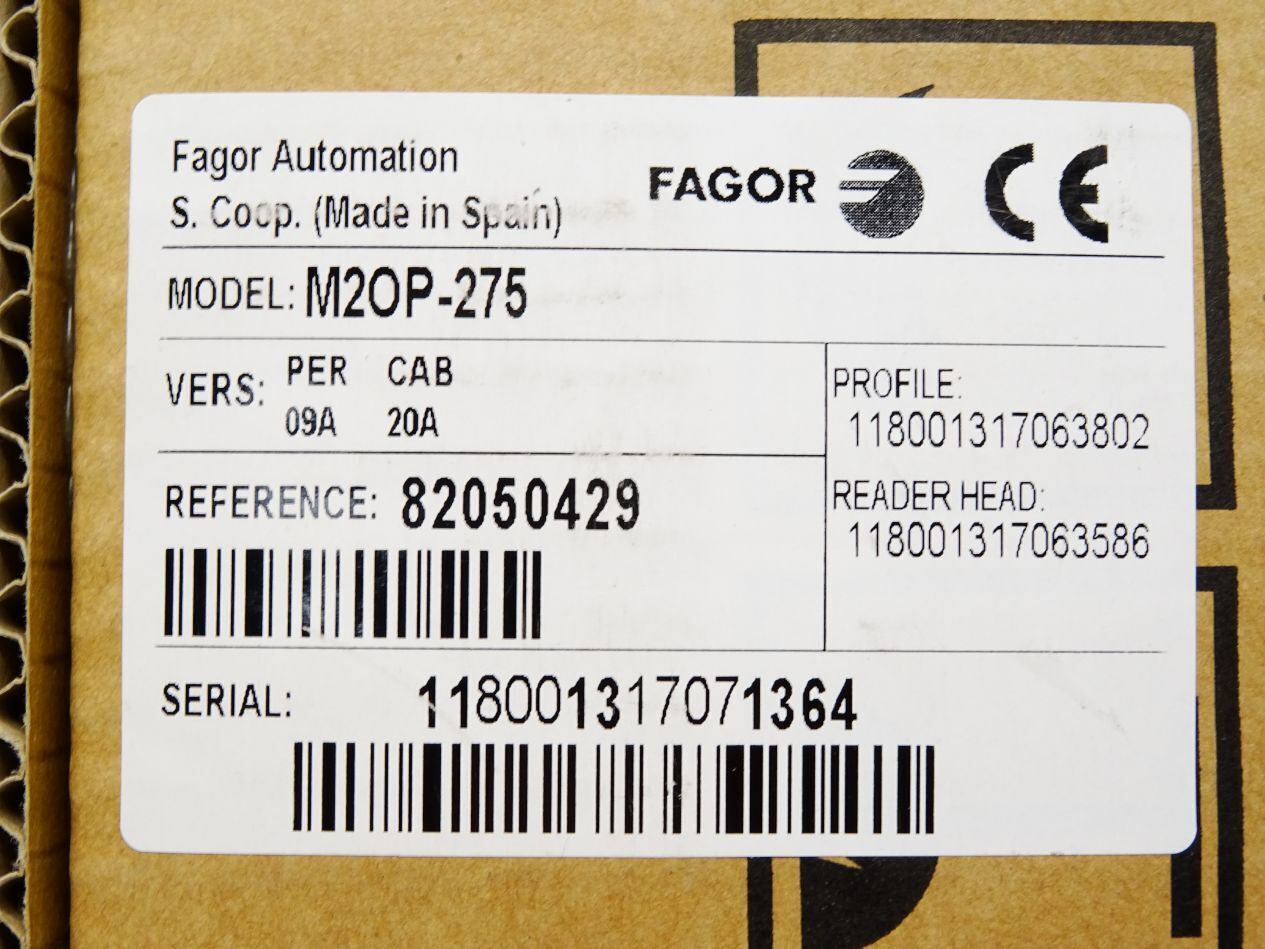 Fagor Automation
S. Coop. (Made in Spain)
FAGOR
CE
MODEL: M2OP-275
VERS: PER CAB
09A 20A
PROFILE:
118001317063802
REFERENCE: 82050429
READER HEAD:
118001317063586
SERIAL: 118001317071364